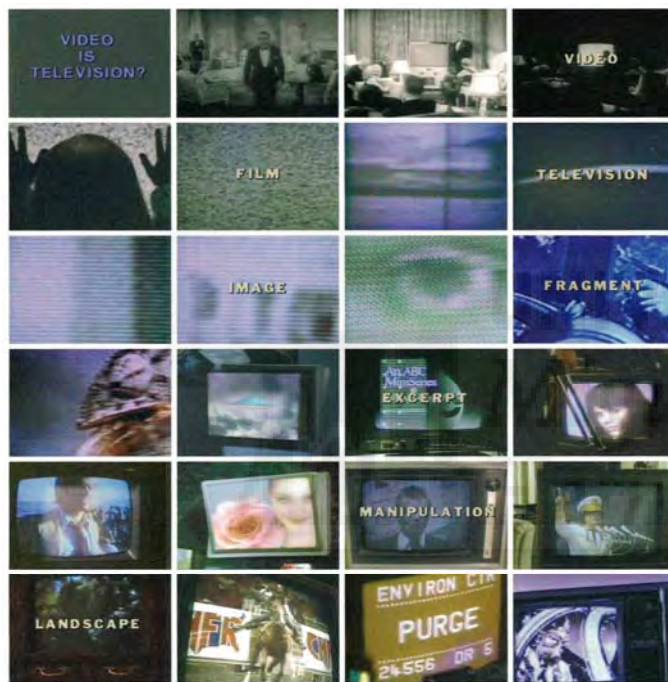 VIDEO
IS
TELEVISION?
VIDEO
FILM
TELEVISION
IMAGE
FRAGMENT
An ABC
MiniSeries
EXCERPT
MANIPULATION
LANDSCAPE
ENVIRON CTR
PURGE
24556 DR 5